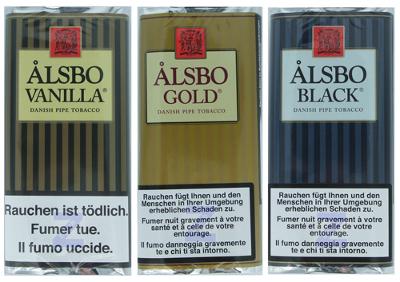 ÅLSBO
VANILLA®
DANISH PIPE TOBACCO
Rauchen ist tödlich.
Fumer tue.
Il fumo uccide.
ÅLSBO
GOLD®
DANISH PIPE TOBACCO
Rauchen fügt Ihnen und den
Menschen in Ihrer Umgebung
erheblichen Schaden zu.
Fumer nuit gravement à votre
santé et à celle de votre
entourage.
Il fumo danneggia gravemente
te e chi ti sta intorno.
ÅLSBO
BLACK®
DANISH PIPE TOBACCO
Rauchen fügt Ihnen und den
Menschen in Ihrer Umgebung
erheblichen Schaden zu.
Fumer nuit gravement à votre
santé et à celle de votre
entourage.
Il fumo danneggia gravemente
te e chi ti sta intorno.